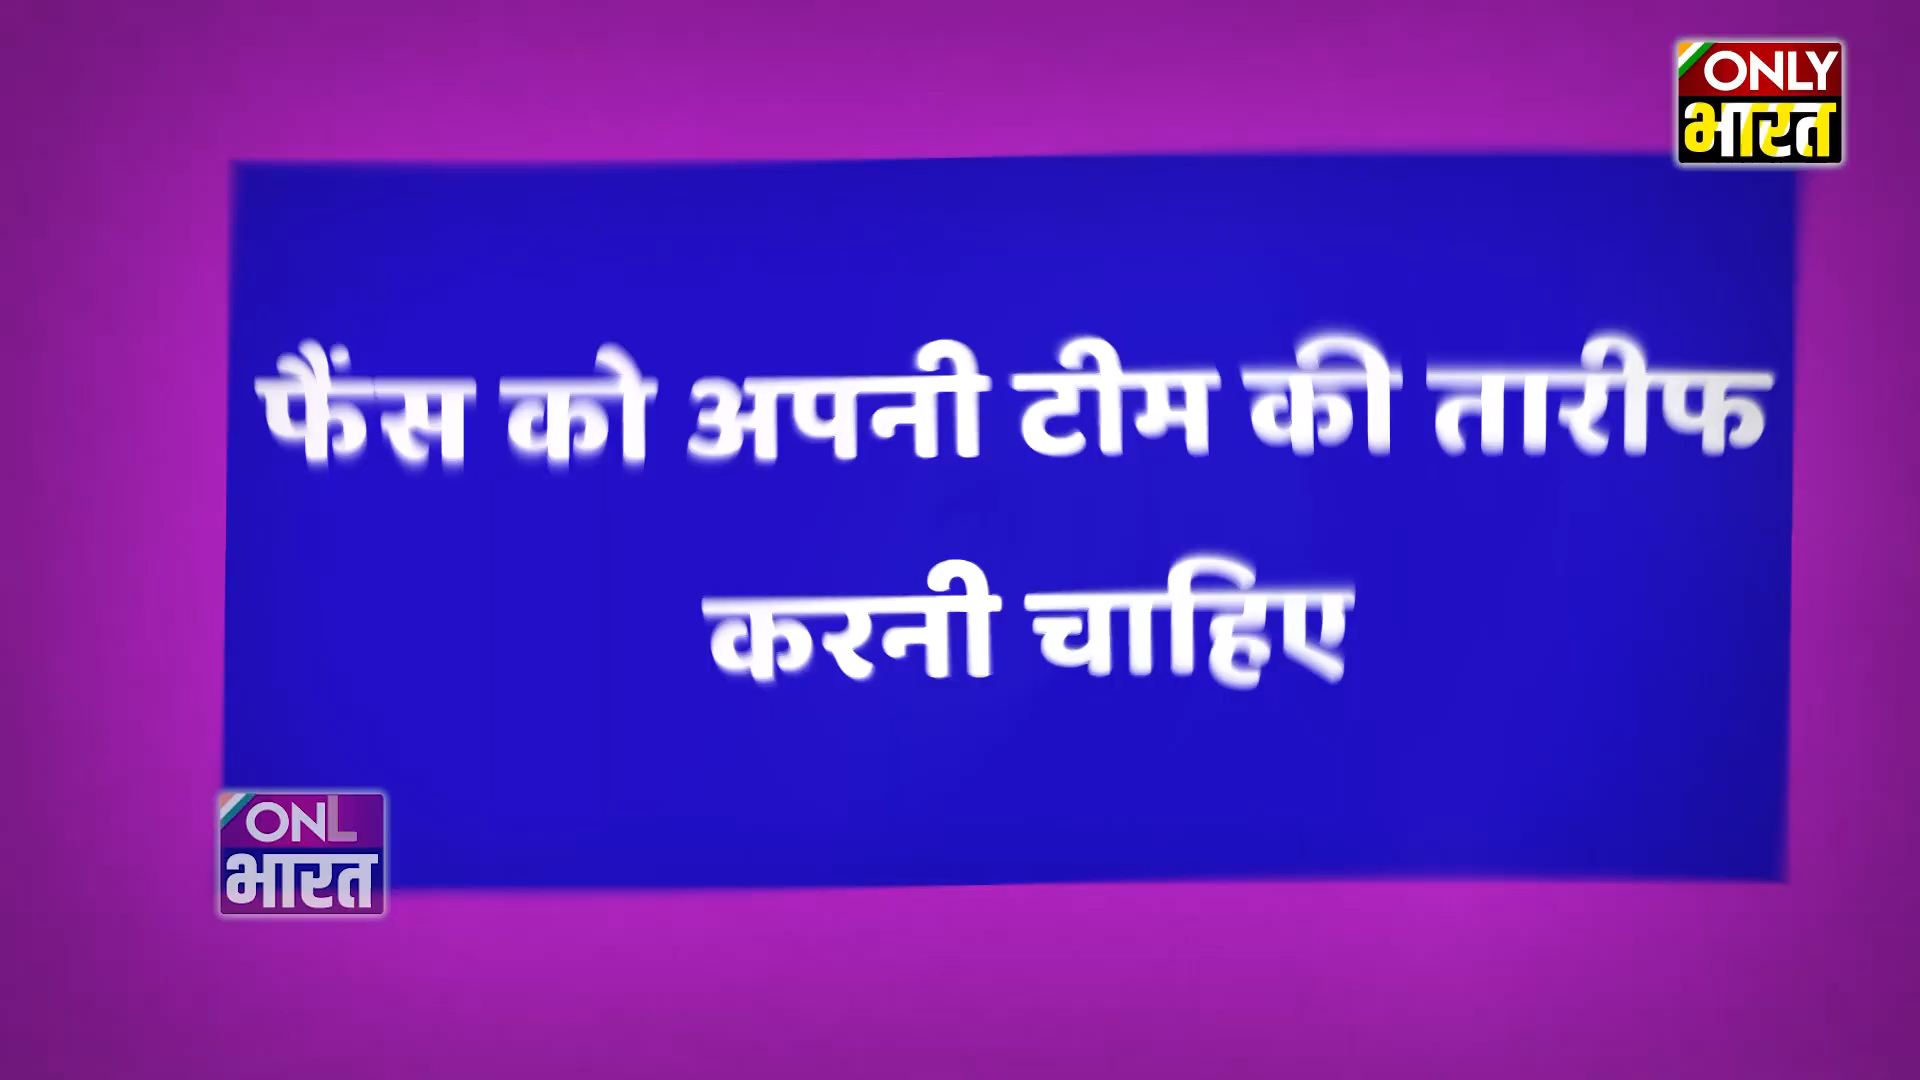 ONLY
भारत
फैंस को अपनी टीम की तारीफ
करनी चाहिए
ONL
भारत